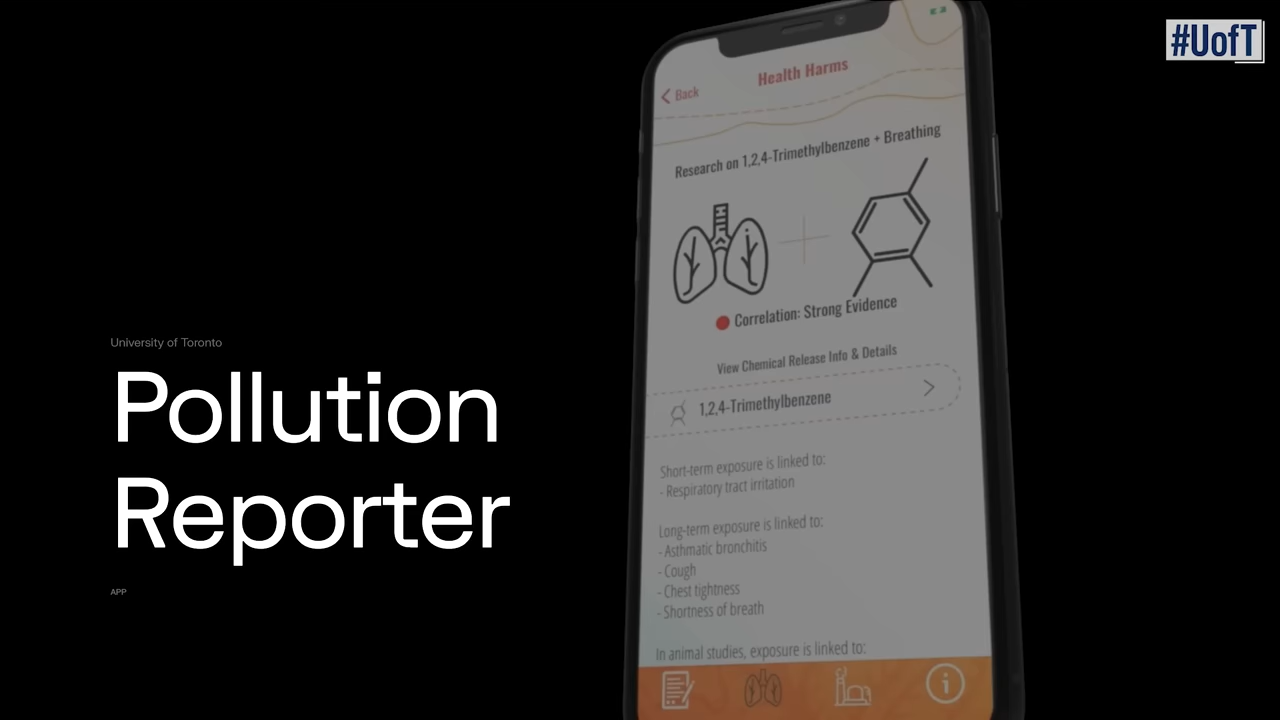 #UofT
Health Harms
Back
Research on 1,2,4-Trimethylbenzene + Breathing
Correlation: Strong Evidence
View Chemical Release Info & Details
1,2,4-Trimethylbenzene
Short-term exposure is linked to:
- Respiratory tract irritation
Long-term exposure is linked to:
- Asthmatic bronchitis
- Cough
- Chest tightness
- Shortness of breath
In animal studies, exposure is linked to:
University of Toronto
Pollution
Reporter
APP